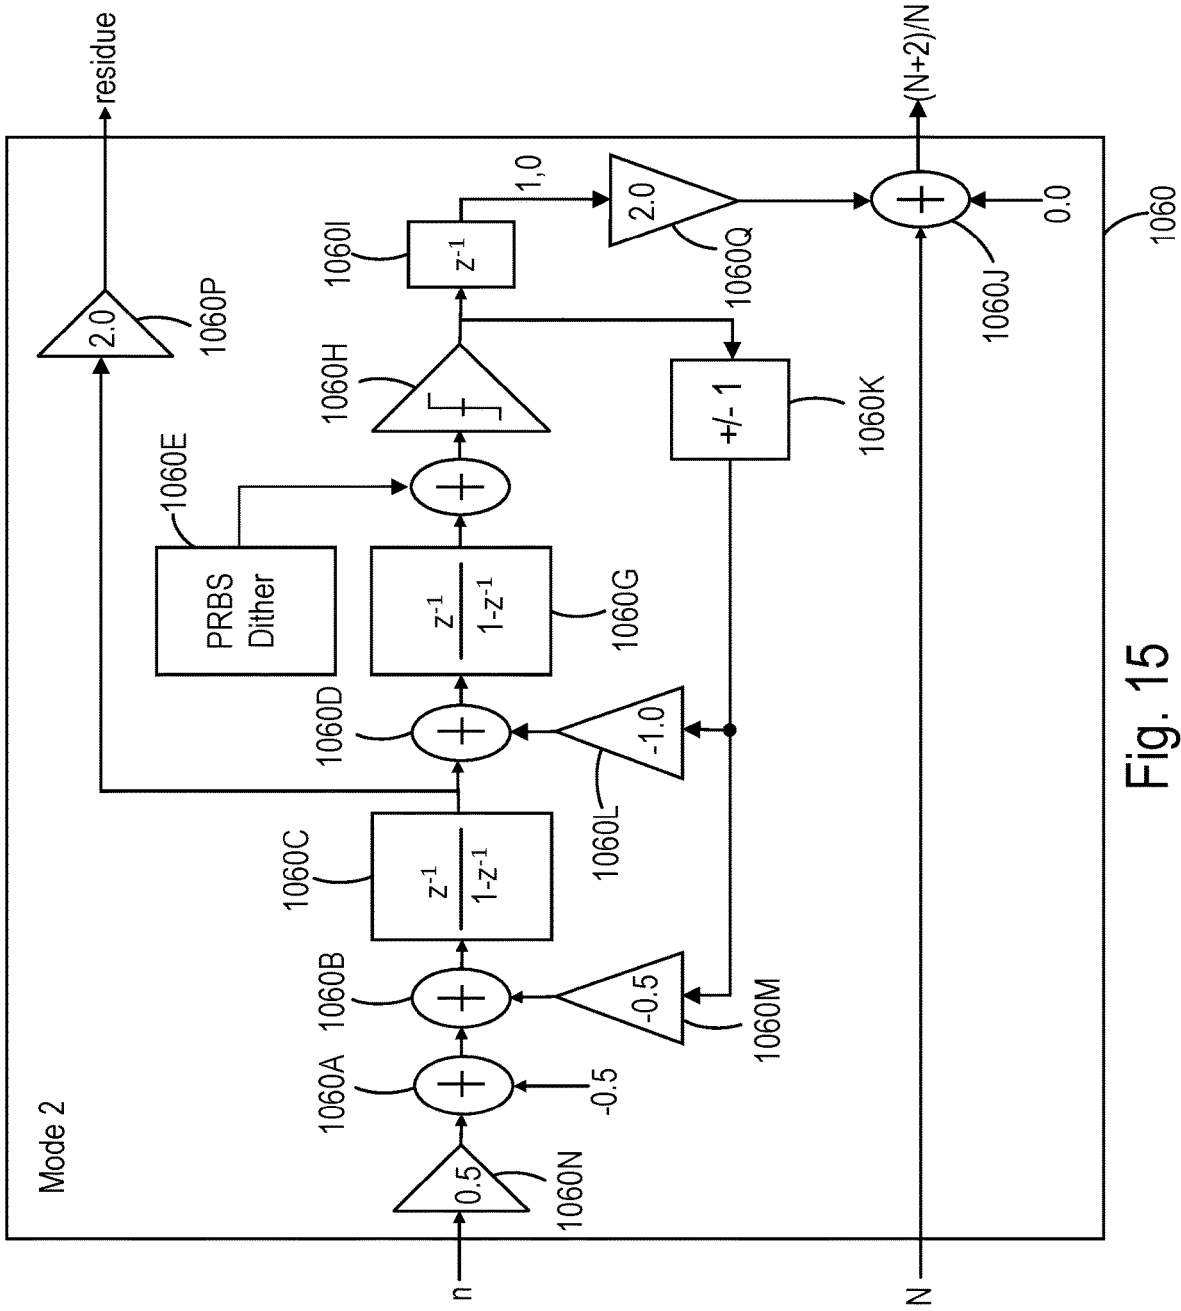 Mode 2
residue
2.0
1060P
1060E
PRBS
Dither
1060I
z⁻¹
1,0
2.0
1060Q
(N+2)/N
0.0
1060J
1060
1060H
+/- 1
1060K
z⁻¹
1-z⁻¹
1060G
1060D
-1.0
1060L
1060C
z⁻¹
1-z⁻¹
1060B
-0.5
1060M
1060A
-0.5
0.5
1060N
n
N
Fig. 15